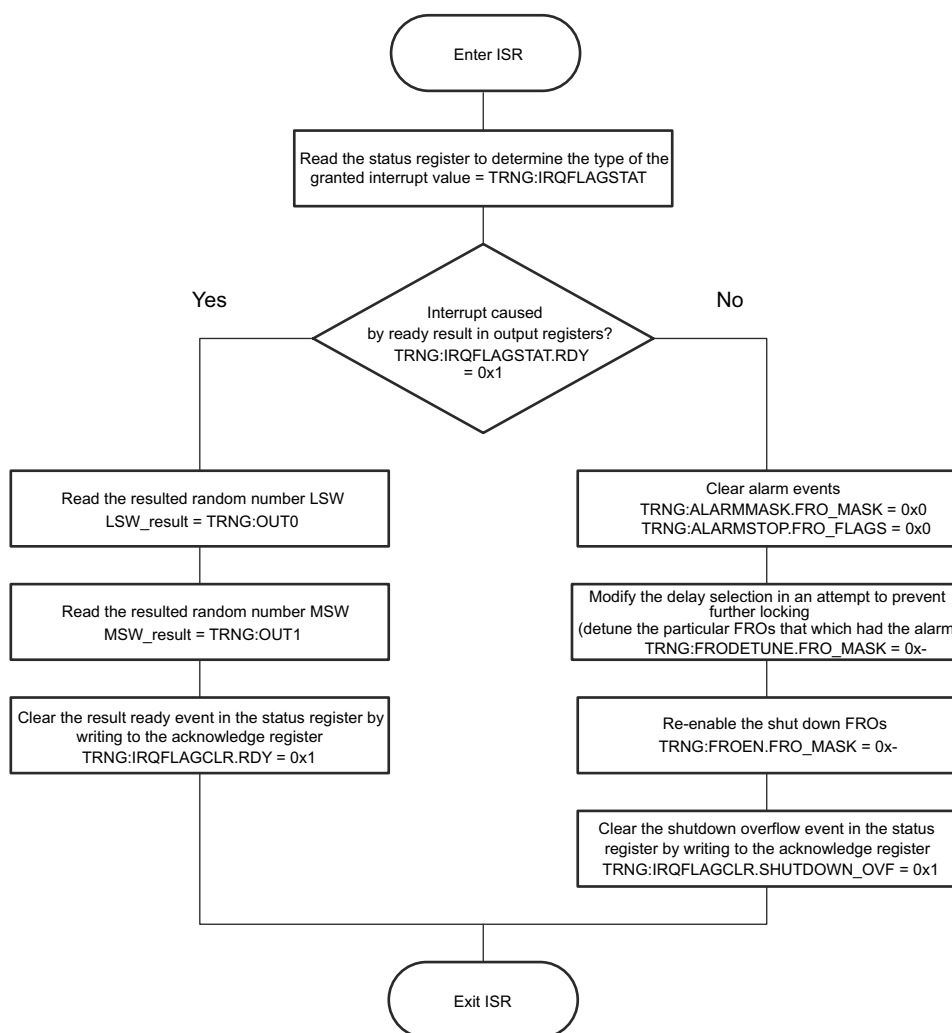 Enter ISR
Read the status register to determine the type of the
granted interrupt value = TRNG:IRQFLAGSTAT
Yes
No
Interrupt caused
by ready result in output registers?
TRNG:IRQFLAGSTAT.RDY
= 0x1
Read the resulted random number LSW
LSW_result = TRNG:OUT0
Read the resulted random number MSW
MSW_result = TRNG:OUT1
Clear the result ready event in the status register by
writing to the acknowledge register
TRNG:IRQFLAGCLR.RDY = 0x1
Clear alarm events
TRNG:ALARMMASK.FRO_MASK = 0x0
TRNG:ALARMSTOP.FRO_FLAGS = 0x0
Modify the delay selection in an attempt to prevent
further locking
(detune the particular FROs that which had the alarm
TRNG:FRODETUNE.FRO_MASK = 0x-
Re-enable the shut down FROs
TRNG:FROEN.FRO_MASK = 0x-
Clear the shutdown overflow event in the status
register by writing to the acknowledge register
TRNG:IRQFLAGCLR.SHUTDOWN_OVF = 0x1
Exit ISR